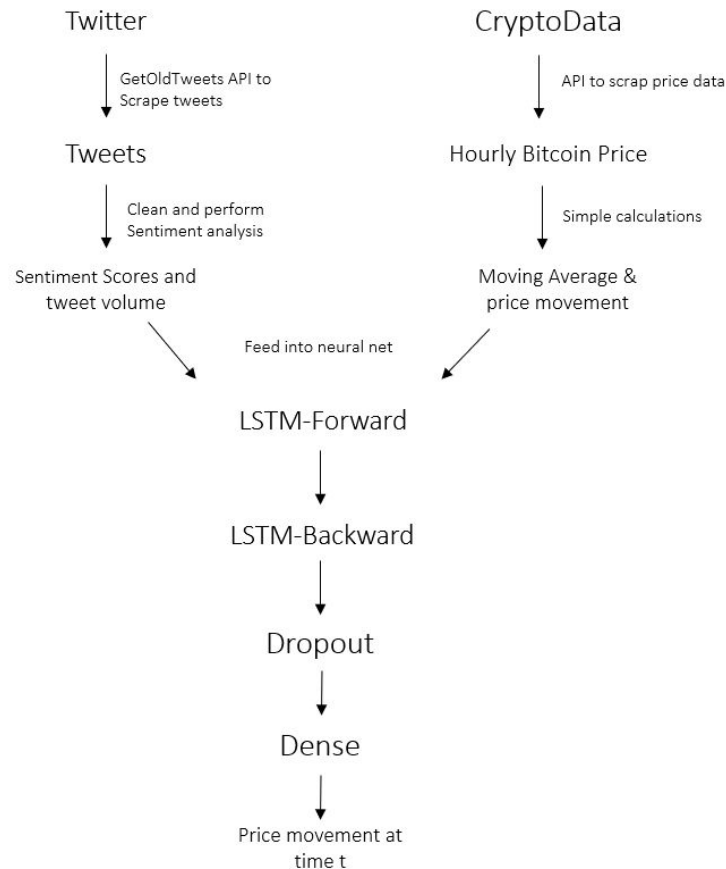 Twitter
CryptoData
GetOldTweets API to
Scrape tweets
API to scrap price data
Tweets
Hourly Bitcoin Price
Clean and perform
Sentiment analysis
Simple calculations
Sentiment Scores and
tweet volume
Moving Average &
price movement
Feed into neural net
LSTM-Forward
LSTM-Backward
Dropout
Dense
Price movement at
time t